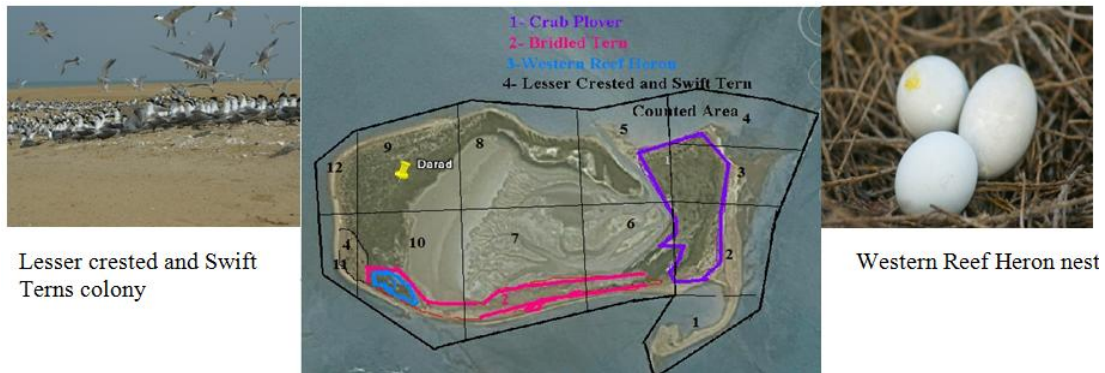 1- Crab Plover
2- Bridled Tern
3-Western Reef Heron
4- Lesser Crested and Swift Tern
Counted Area
5
4
8
9
12
Darad
3
6
7
10
4
11
2
2
1
Lesser crested and Swift
Terns colony
Western Reef Heron nest